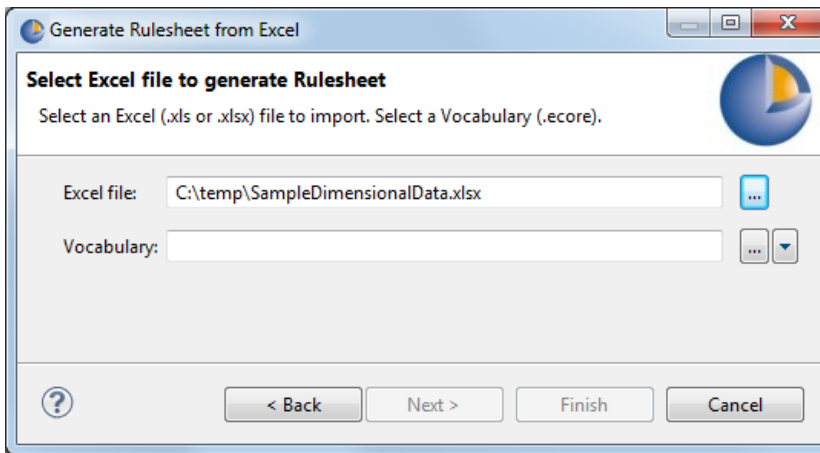 Generate Rulesheet from Excel
Select Excel file to generate Rulesheet
Select an Excel (.xls or .xlsx) file to import. Select a Vocabulary (.ecore).
Excel file: C:\temp\SampleDimensionalData.xlsx ...
Vocabulary: ...
? < Back Next > Finish Cancel